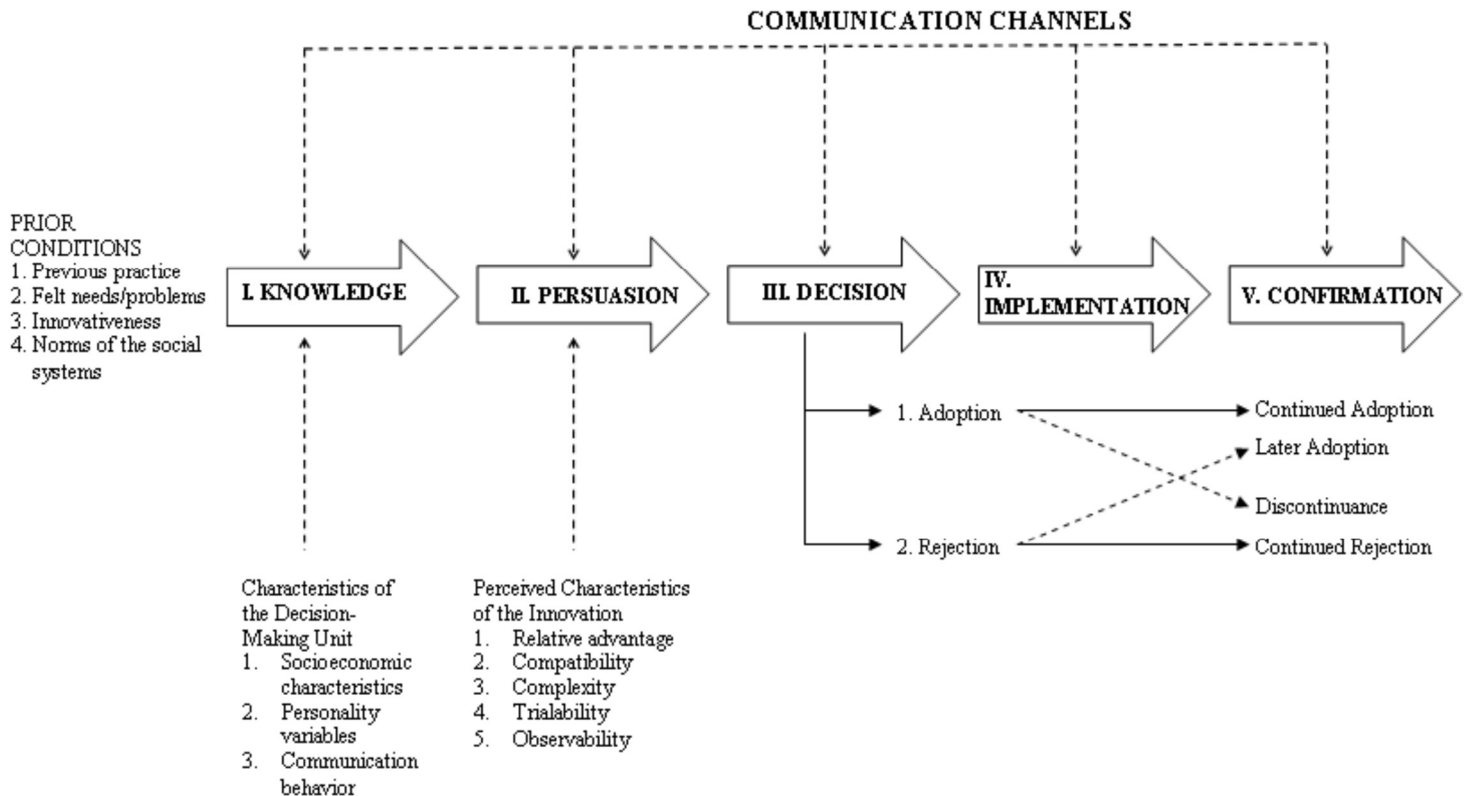 COMMUNICATION CHANNELS
PRIOR
CONDITIONS
1. Previous practice
2. Felt needs/problems
3. Innovativeness
4. Norms of the social
systems
I. KNOWLEDGE
II. PERSUASION
III. DECISION
IV.
IMPLEMENTATION
V. CONFIRMATION
1. Adoption
2. Rejection
Continued Adoption
Later Adoption
Discontinuance
Continued Rejection
Characteristics of
the Decision-
Making Unit
1. Socioeconomic
characteristics
2. Personality
variables
3. Communication
behavior
Perceived Characteristics
of the Innovation
1. Relative advantage
2. Compatibility
3. Complexity
4. Trialability
5. Observability